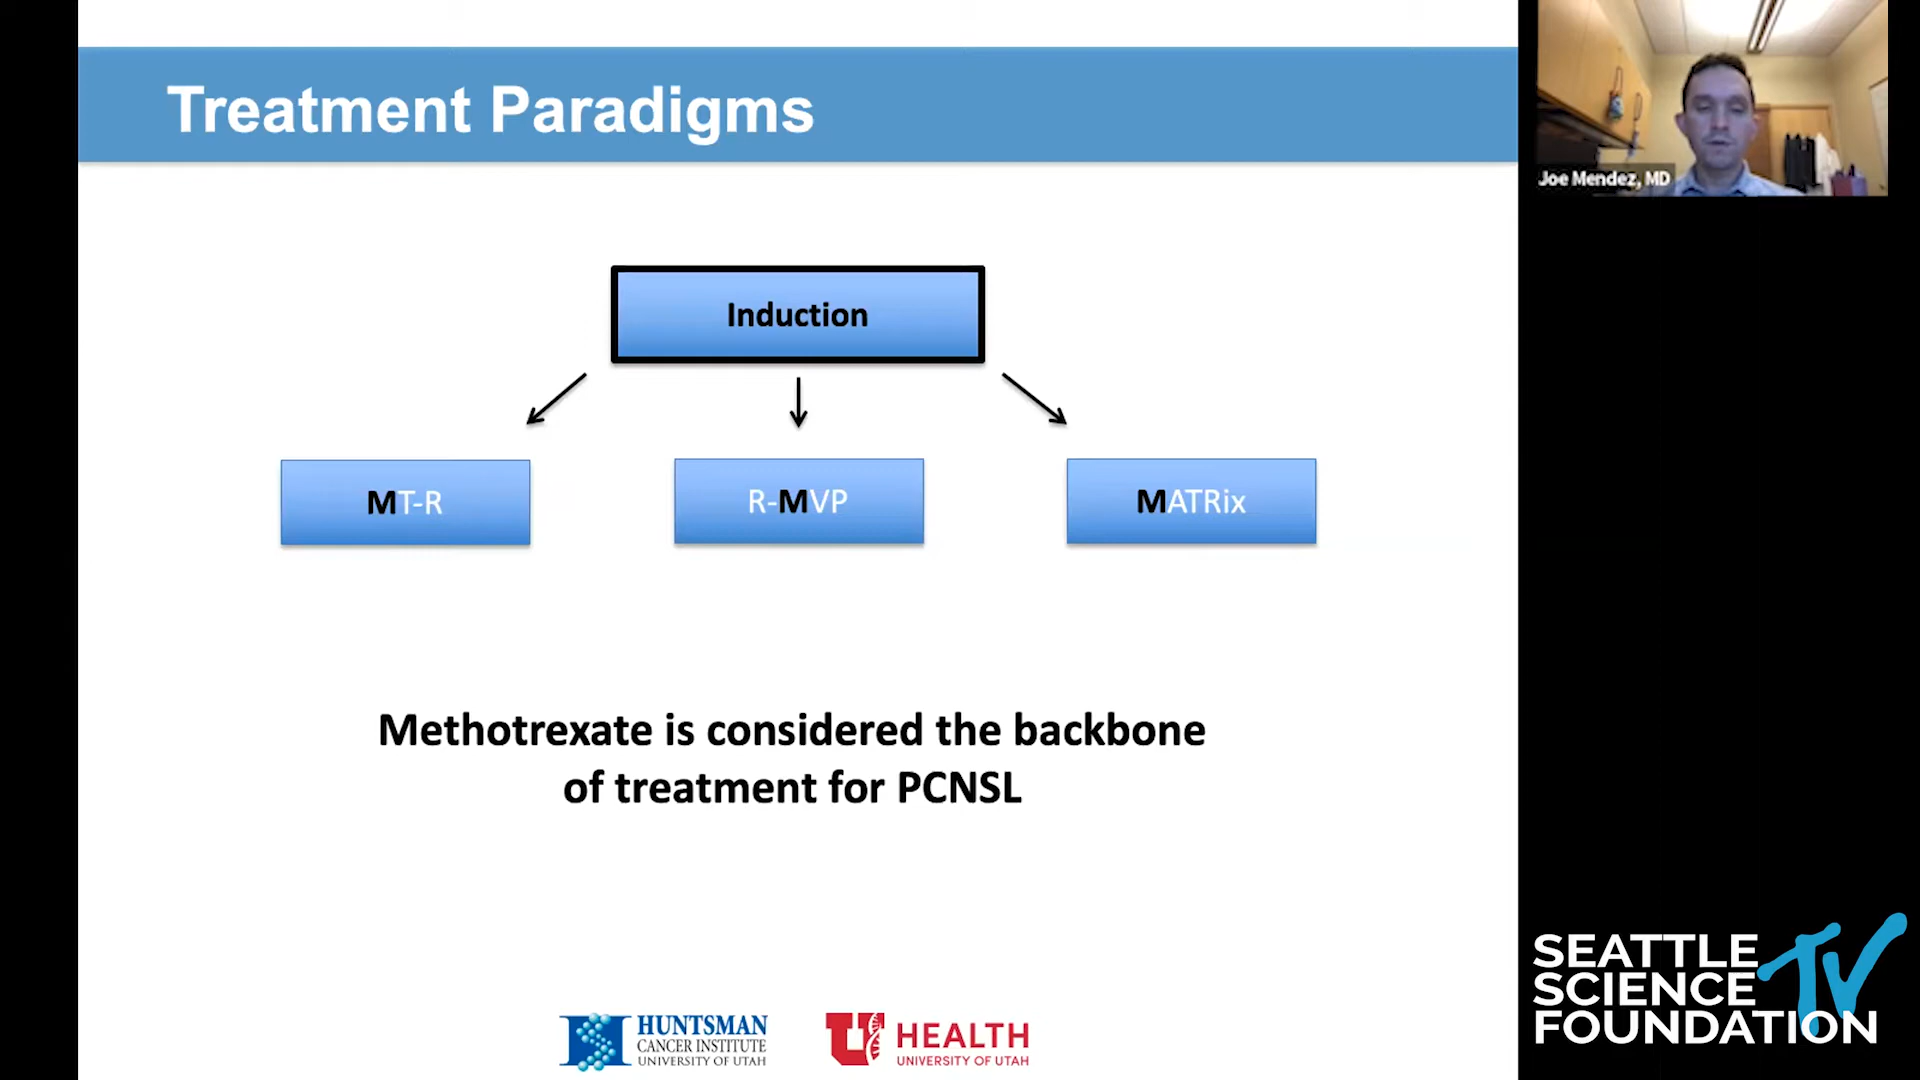 Treatment Paradigms
Joe Mendez, MD
Induction
MT-R
R-MVP
MATRix
Methotrexate is considered the backbone
of treatment for PCNSL
HUNTSMAN
CANCER INSTITUTE
UNIVERSITY OF UTAH
U HEALTH
UNIVERSITY OF UTAH
SEATTLE
SCIENCE
FOUNDATION
TV